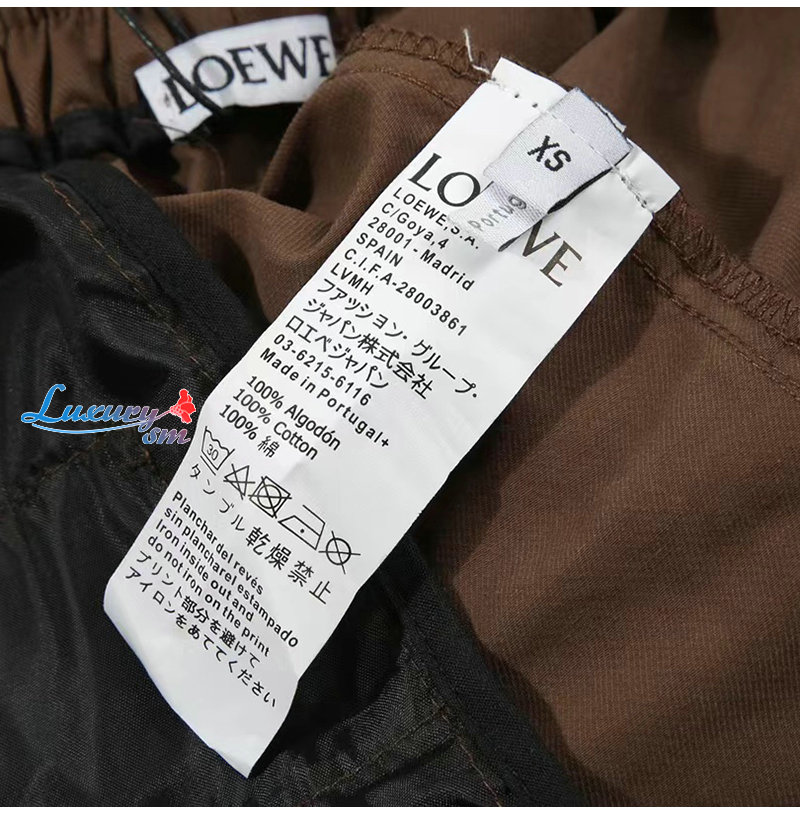 LOEWE
XS
Portug
LOEWE
LOEWE,S.A.
C/Goya,4
28001-Madrid
SPAIN
C.I.F.A-28003861
LVMH
ファッション・グループ・
ジャパン株式会社
ロエベジャパン
03-6215-6116
Made in Portugal+
100% Algodón
100% Cotton
100% 綿
30
タンブル乾燥禁止
Planchar del revés
sin plancharel estampado
Iron inside out and
do not iron on the print
プリント部分を避けて
アイロンをあててください
Luxury
sm